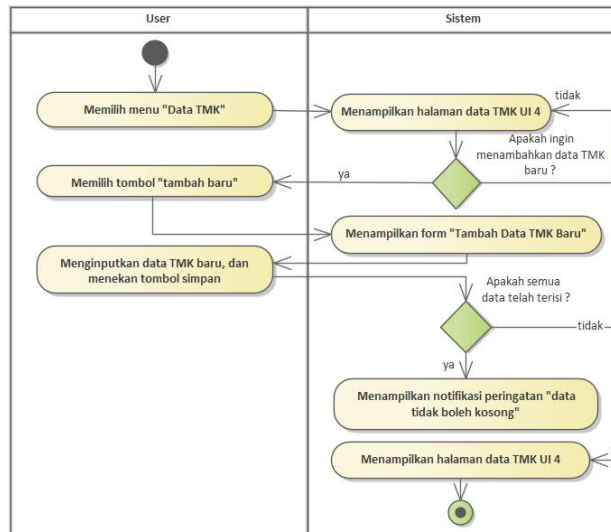 User
Sistem
Memilih menu "Data TMK"
Menampilkan halaman data TMK UI 4
tidak
Apakah ingin
menambahkan data TMK
baru ?
ya
Memilih tombol "tambah baru"
Menampilkan form "Tambah Data TMK Baru"
Menginputkan data TMK baru, dan
menekan tombol simpan
Apakah semua
data telah terisi ?
tidak
ya
Menampilkan notifikasi peringatan "data
tidak boleh kosong"
Menampilkan halaman data TMK UI 4